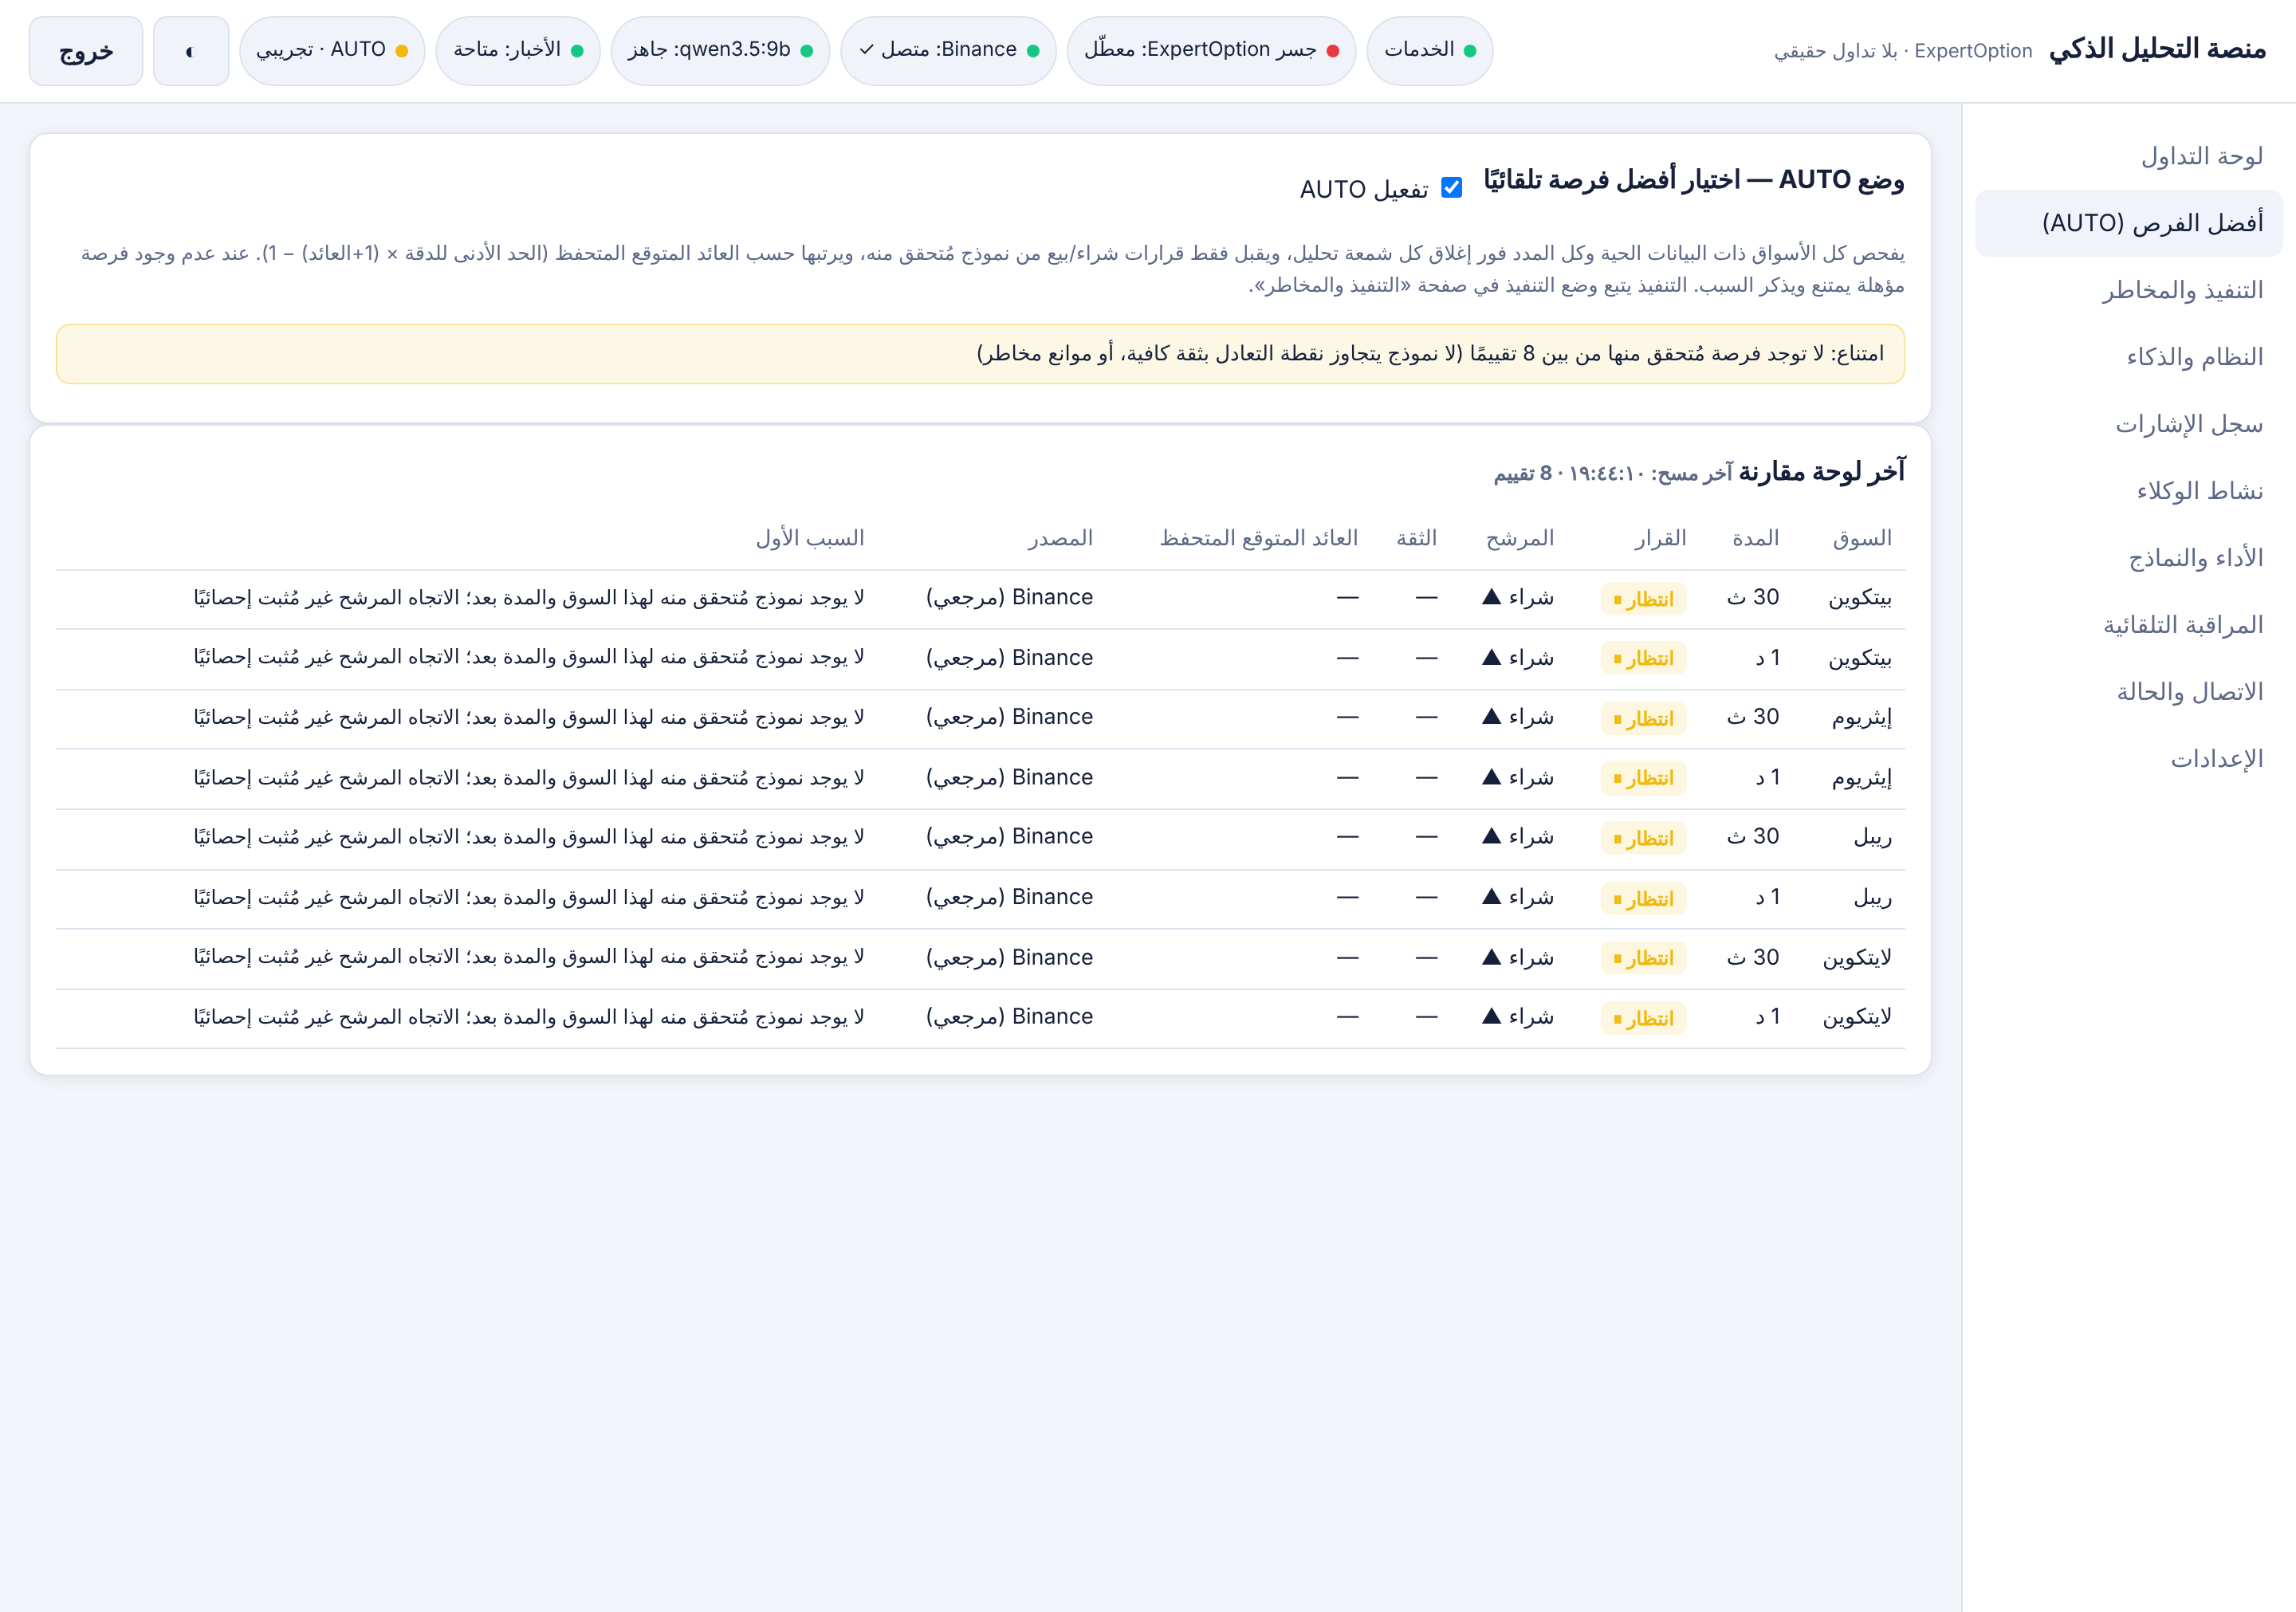 منصة التحليل الذكي ExpertOption · بلا تداول حقيقي
الخدمات
جسر ExpertOption: معطّل
Binance: متصل ✓
qwen3.5:9b: جاهز
الأخبار: متاحة
AUTO · تجريبي
خروج
لوحة التداول
أفضل الفرص (AUTO)
التنفيذ والمخاطر
النظام والذكاء
سجل الإشارات
نشاط الوكلاء
الأداء والنماذج
المراقبة التلقائية
الاتصال والحالة
الإعدادات
وضع AUTO — اختيار أفضل فرصة تلقائيًا تفعيل AUTO
يفحص كل الأسواق ذات البيانات الحية وكل المدد فور إغلاق كل شمعة تحليل، ويقبل فقط قرارات شراء/بيع من نموذج مُتحقق منه، ويرتبها حسب العائد المتوقع المتحفظ (الحد الأدنى للدقة × (1+العائد) − 1). عند عدم وجود فرصة
مؤهلة يمتنع ويذكر السبب. التنفيذ يتبع وضع التنفيذ في صفحة «التنفيذ والمخاطر».
امتناع: لا توجد فرصة مُتحقق منها من بين 8 تقييمًا (لا نموذج يتجاوز نقطة التعادل بثقة كافية، أو موانع مخاطر)
آخر لوحة مقارنة آخر مسح: ١٩:٤٤:١٠ · 8 تقييم
السوق المدة القرار المرشح الثقة العائد المتوقع المتحفظ المصدر السبب الأول
بيتكوين 30 ث انتظار شراء ▲ — — Binance (مرجعي) لا يوجد نموذج مُتحقق منه لهذا السوق والمدة بعد؛ الاتجاه المرشح غير مُثبت إحصائيًا
بيتكوين 1 د انتظار شراء ▲ — — Binance (مرجعي) لا يوجد نموذج مُتحقق منه لهذا السوق والمدة بعد؛ الاتجاه المرشح غير مُثبت إحصائيًا
إيثريوم 30 ث انتظار شراء ▲ — — Binance (مرجعي) لا يوجد نموذج مُتحقق منه لهذا السوق والمدة بعد؛ الاتجاه المرشح غير مُثبت إحصائيًا
إيثريوم 1 د انتظار شراء ▲ — — Binance (مرجعي) لا يوجد نموذج مُتحقق منه لهذا السوق والمدة بعد؛ الاتجاه المرشح غير مُثبت إحصائيًا
ريبل 30 ث انتظار شراء ▲ — — Binance (مرجعي) لا يوجد نموذج مُتحقق منه لهذا السوق والمدة بعد؛ الاتجاه المرشح غير مُثبت إحصائيًا
ريبل 1 د انتظار شراء ▲ — — Binance (مرجعي) لا يوجد نموذج مُتحقق منه لهذا السوق والمدة بعد؛ الاتجاه المرشح غير مُثبت إحصائيًا
لايتكوين 30 ث انتظار شراء ▲ — — Binance (مرجعي) لا يوجد نموذج مُتحقق منه لهذا السوق والمدة بعد؛ الاتجاه المرشح غير مُثبت إحصائيًا
لايتكوين 1 د انتظار شراء ▲ — — Binance (مرجعي) لا يوجد نموذج مُتحقق منه لهذا السوق والمدة بعد؛ الاتجاه المرشح غير مُثبت إحصائيًا